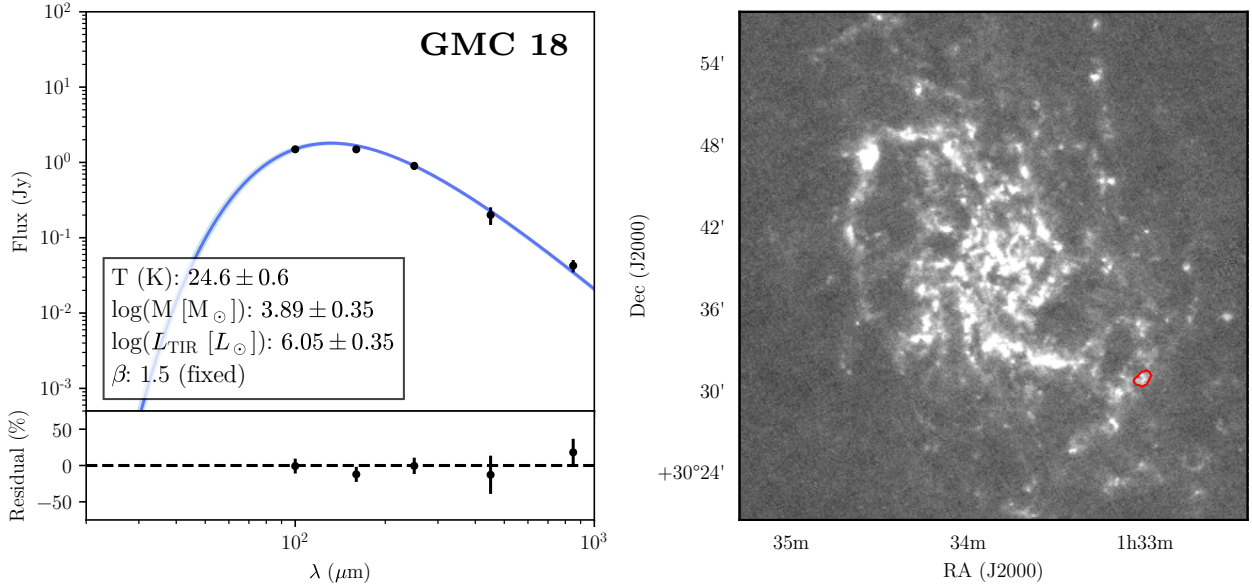 GMC 18
10²
10¹
10⁰
10⁻¹
10⁻²
10⁻³
Flux (Jy)
T (K): 24.6 ± 0.6
log(M [M⊙]): 3.89 ± 0.35
log(L_TIR [L⊙]): 6.05 ± 0.35
β: 1.5 (fixed)
50
0
−50
Residual (%)
10² 10³
λ (μm)
54'
48'
42'
36'
30'
+30°24'
Dec (J2000)
35m 34m 1h33m
RA (J2000)